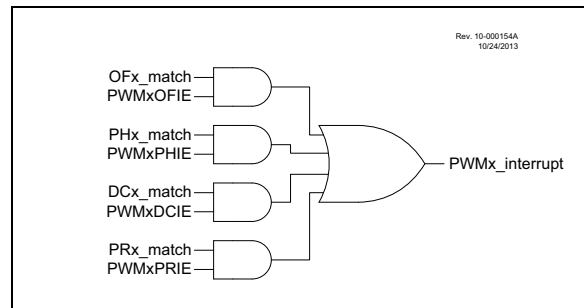 Rev. 10-000154A
10/24/2013
OFx_match
PWMxOFIE
PHx_match
PWMxPHIE
DCx_match
PWMxDCIE
PRx_match
PWMxPRIE
PWMx_interrupt